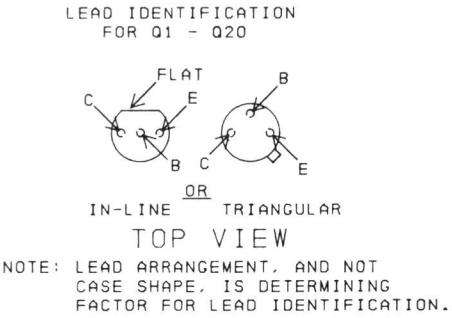 LEAD IDENTIFICATION
FOR Q1 - Q20
FLAT
C E B
B C E
OR
IN-LINE TRIANGULAR
TOP VIEW
NOTE: LEAD ARRANGEMENT, AND NOT
CASE SHAPE, IS DETERMINING
FACTOR FOR LEAD IDENTIFICATION.